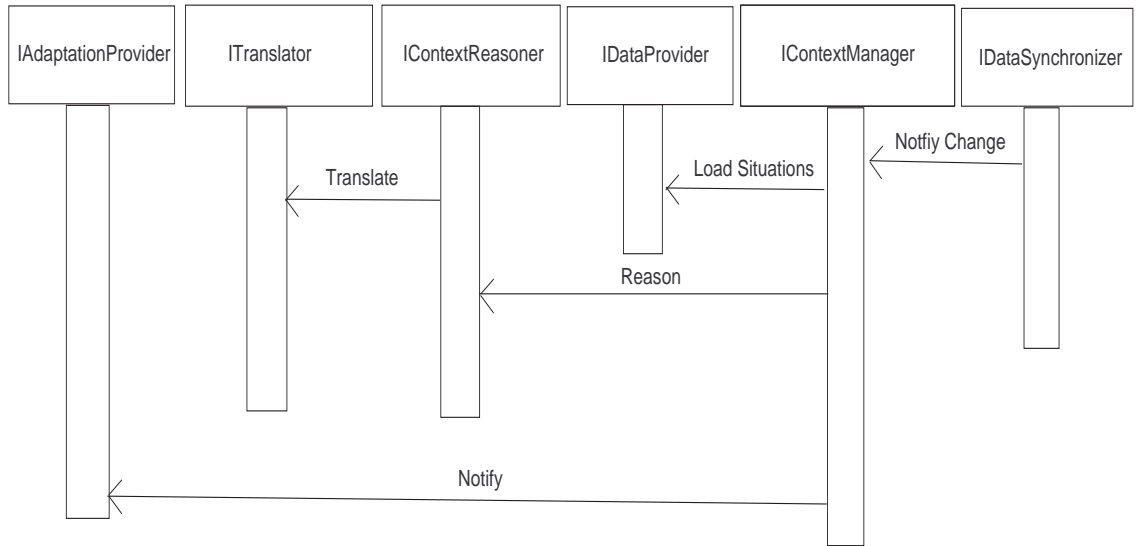 IAdaptationProvider
ITranslator
IContextReasoner
IDataProvider
IContextManager
IDataSynchronizer
Notfiy Change
Load Situations
Translate
Reason
Notify